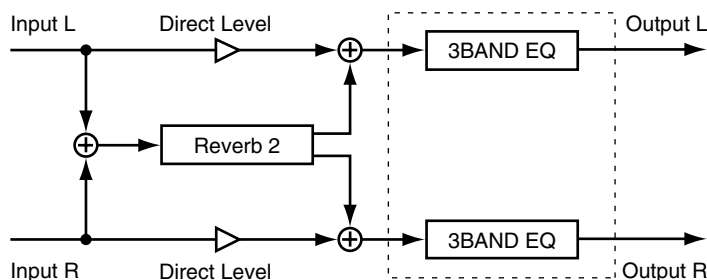 Input L
Direct Level
Output L
3BAND EQ
Reverb 2
3BAND EQ
Input R
Direct Level
Output R